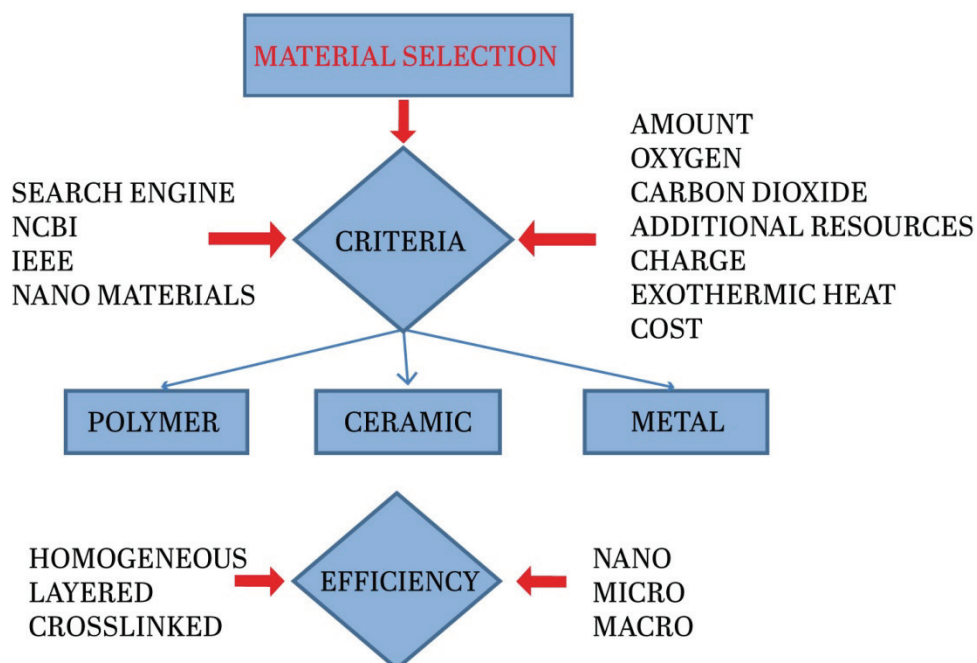 MATERIAL SELECTION
SEARCH ENGINE
NCBI
IEEE
NANO MATERIALS
CRITERIA
AMOUNT
OXYGEN
CARBON DIOXIDE
ADDITIONAL RESOURCES
CHARGE
EXOTHERMIC HEAT
COST
POLYMER
CERAMIC
METAL
HOMOGENEOUS
LAYERED
CROSSLINKED
EFFICIENCY
NANO
MICRO
MACRO